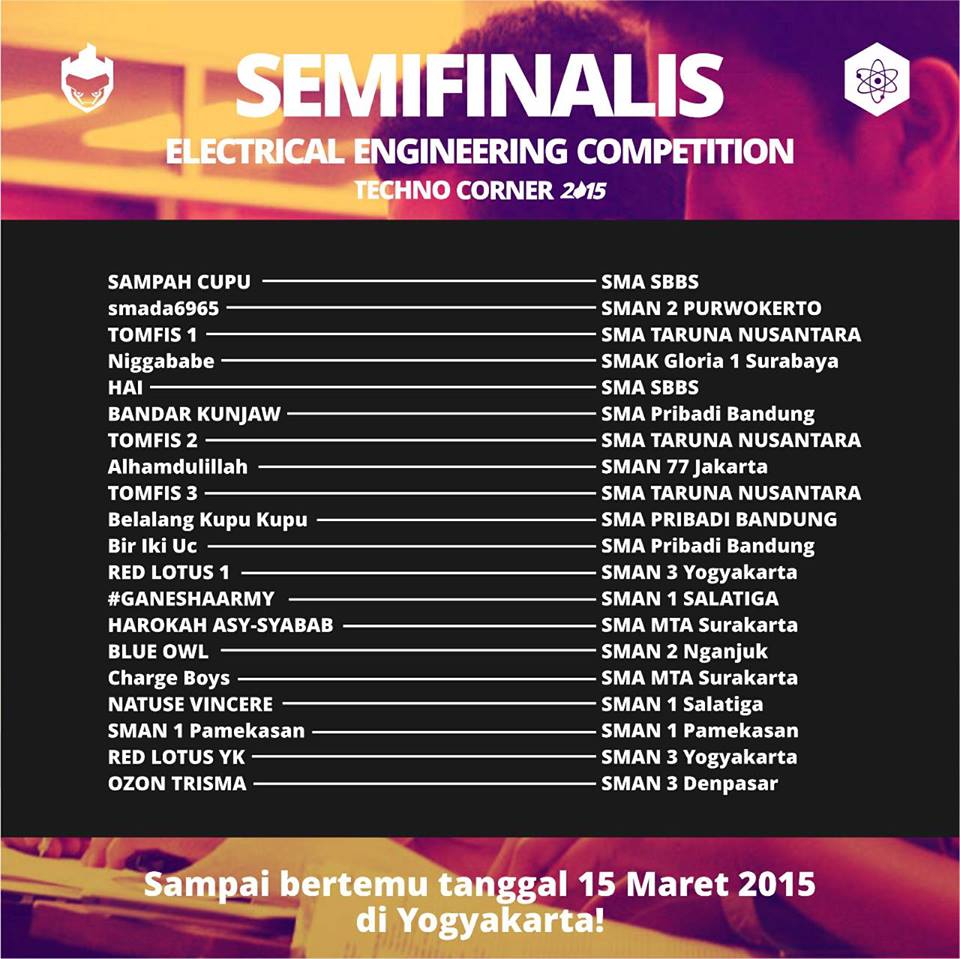 SEMIFINALIS
ELECTRICAL ENGINEERING COMPETITION
TECHNO CORNER 2015
SAMPAH CUPU SMA SBBS
smada6965 SMAN 2 PURWOKERTO
TOMFIS 1 SMA TARUNA NUSANTARA
Niggababe SMAK Gloria 1 Surabaya
HAI SMA SBBS
BANDAR KUNJAW SMA Pribadi Bandung
TOMFIS 2 SMA TARUNA NUSANTARA
Alhamdulillah SMAN 77 Jakarta
TOMFIS 3 SMA TARUNA NUSANTARA
Belalang Kupu Kupu SMA PRIBADI BANDUNG
Bir Iki Uc SMA Pribadi Bandung
RED LOTUS 1 SMAN 3 Yogyakarta
#GANESHAARMY SMAN 1 SALATIGA
HAROKAH ASY-SYABAB SMA MTA Surakarta
BLUE OWL SMAN 2 Nganjuk
Charge Boys SMA MTA Surakarta
NATUSE VINCERE SMAN 1 Salatiga
SMAN 1 Pamekasan SMAN 1 Pamekasan
RED LOTUS YK SMAN 3 Yogyakarta
OZON TRISMA SMAN 3 Denpasar
Sampai bertemu tanggal 15 Maret 2015
di Yogyakarta!